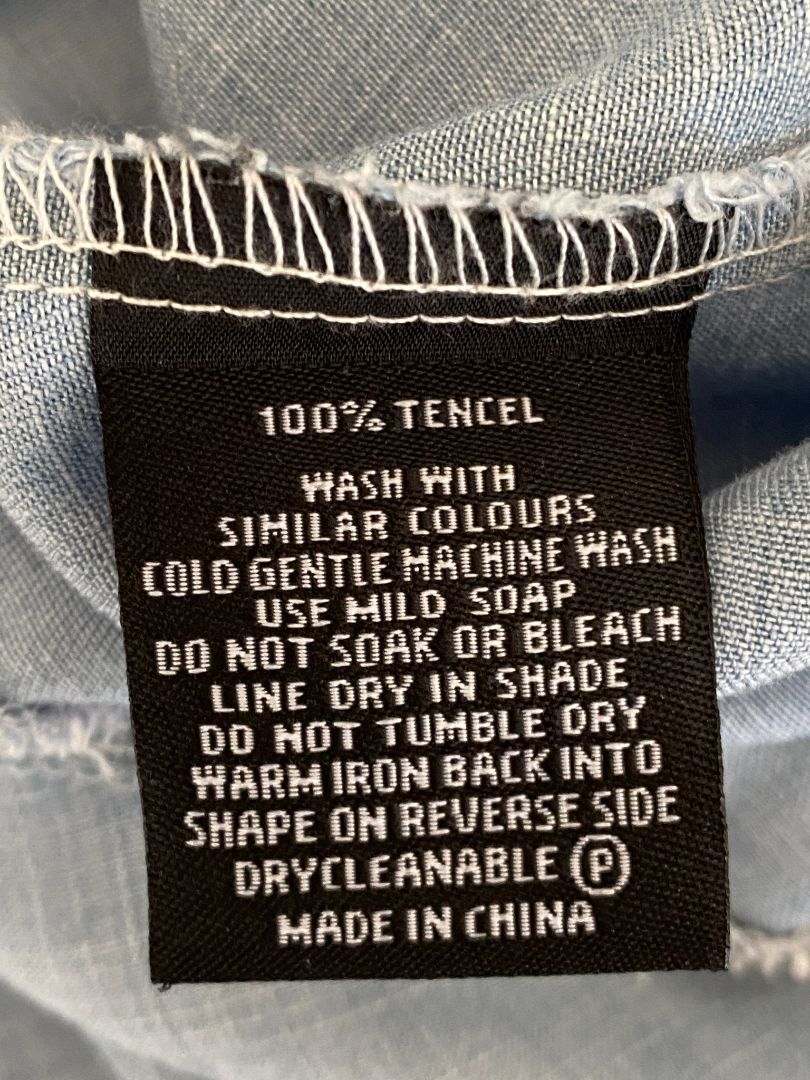 100% TENCEL
WASH WITH
SIMILAR COLOURS
COLD GENTLE MACHINE WASH
USE MILD SOAP
DO NOT SOAK OR BLEACH
LINE DRY IN SHADE
DO NOT TUMBLE DRY
WARM IRON BACK INTO
SHAPE ON REVERSE SIDE
DRYCLEANABLE Ⓟ
MADE IN CHINA